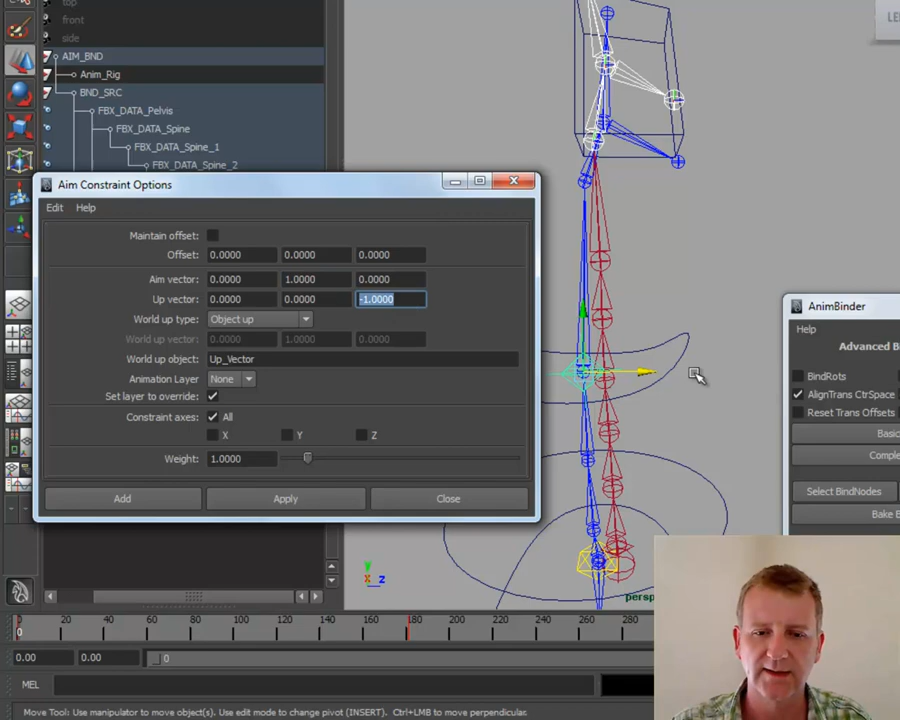 top
front
side
AIM_BND
Anim_Rig
BND_SRC
FBX_DATA_Pelvis
FBX_DATA_Spine
FBX_DATA_Spine_1
FBX_DATA_Spine_2
LE
Aim Constraint Options
Edit Help
Maintain offset:
Offset: 0.0000 0.0000 0.0000
Aim vector: 0.0000 1.0000 0.0000
Up vector: 0.0000 0.0000 -1.0000
World up type: Object up
World up vector: 0.0000 1.0000 0.0000
World up object: Up_Vector
Animation Layer None
Set layer to override:
Constraint axes: All
X Y Z
Weight: 1.0000
Add Apply Close
AnimBinder
Help
Advanced B
BindRots
AlignTrans CtrSpace
Reset Trans Offsets
Basic
Comple
Select BindNodes
Bake B
Y
X Z
persp
0 20 40 60 80 100 120 140 160 180 200 220 240 260 280
0
0.00 0.00 0
MEL
Move Tool: Use manipulator to move object(s). Use edit mode to change pivot (INSERT). Ctrl+LMB to move perpendicular.